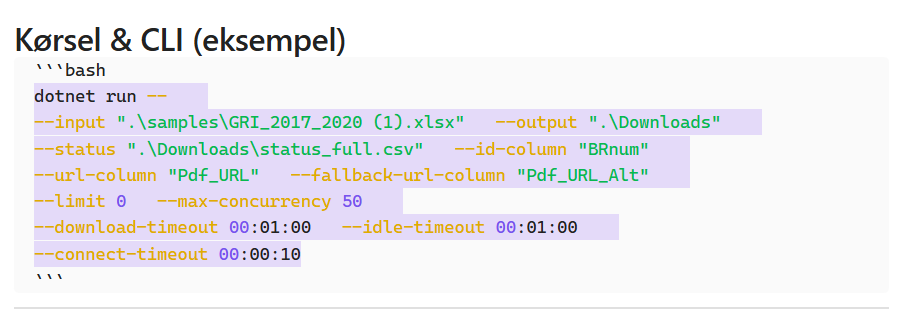 Kørsel & CLI (eksempel)
```bash
dotnet run --
--input ".\samples\GRI_2017_2020 (1).xlsx"   --output ".\Downloads"
--status ".\Downloads\status_full.csv"   --id-column "BRnum"
--url-column "Pdf_URL"   --fallback-url-column "Pdf_URL_Alt"
--limit 0   --max-concurrency 50
--download-timeout 00:01:00   --idle-timeout 00:01:00
--connect-timeout 00:00:10
```